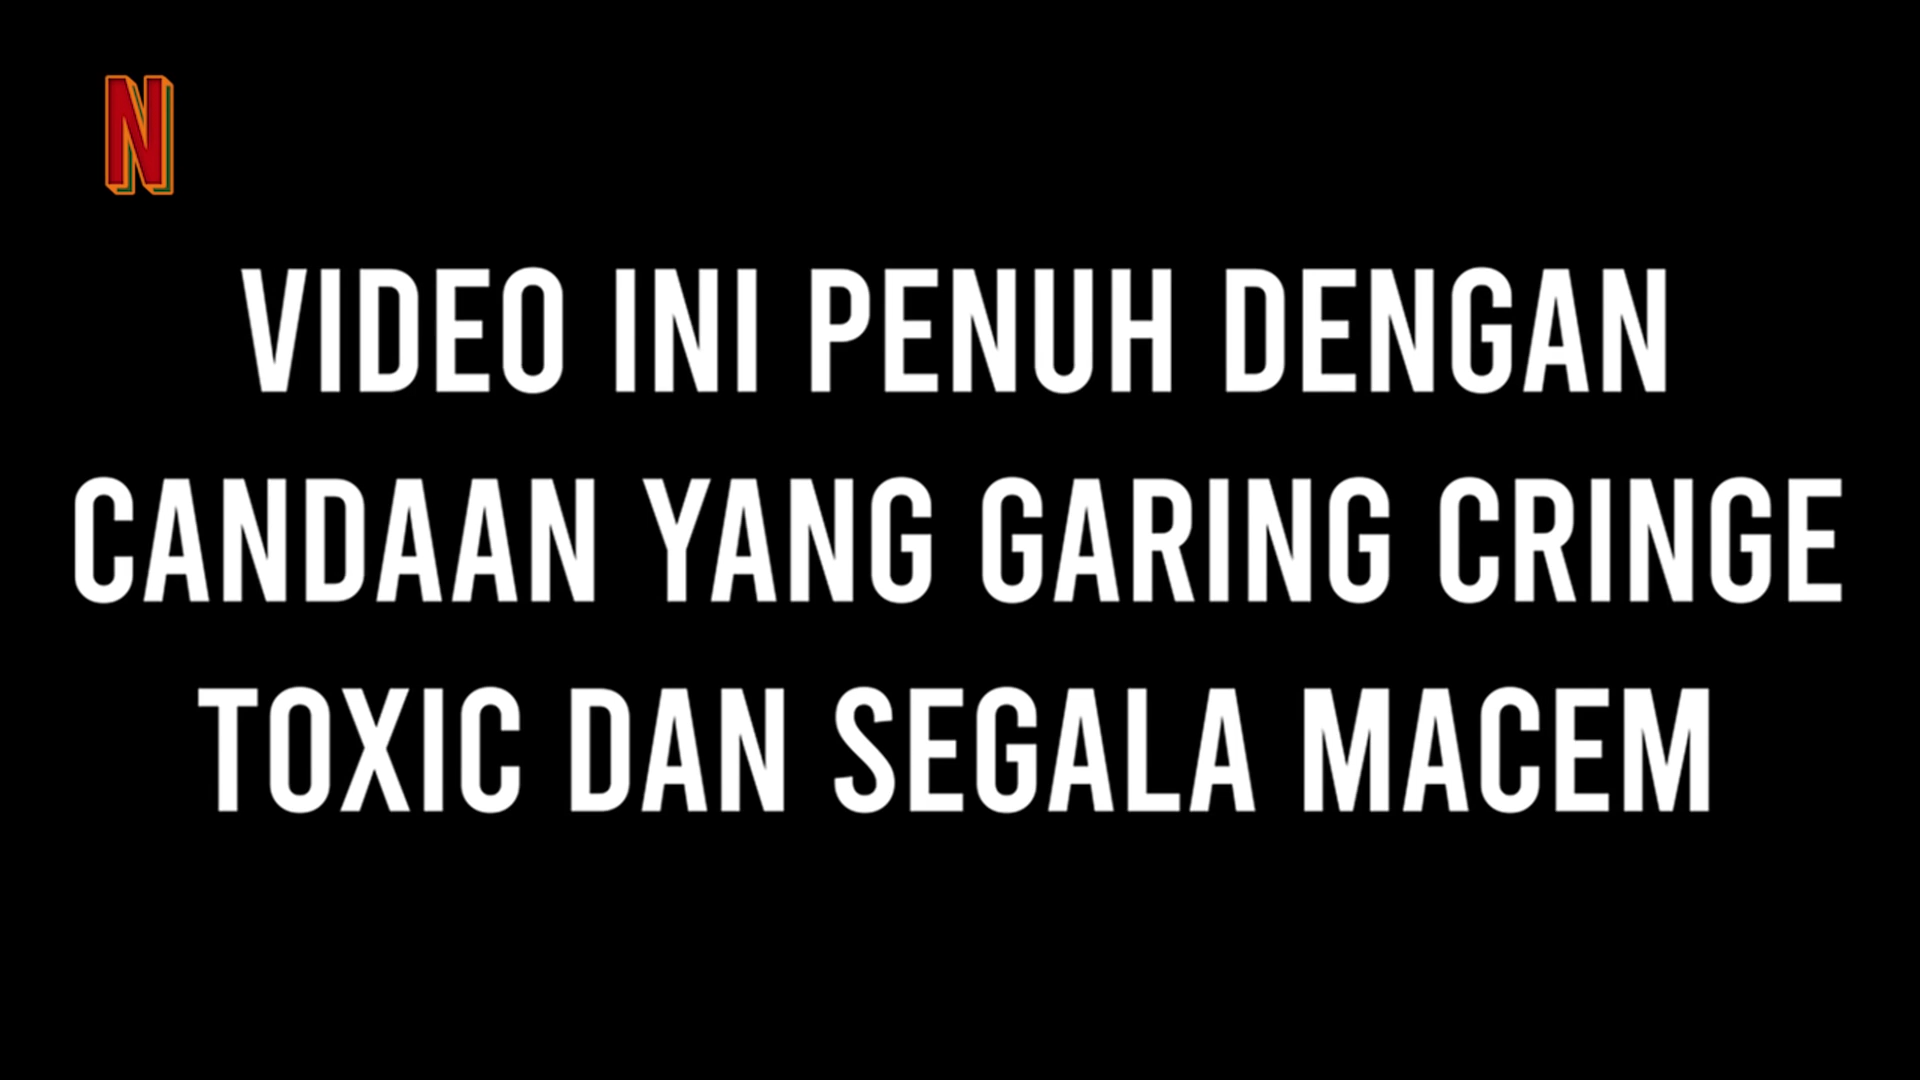 N
VIDEO INI PENUH DENGAN
CANDAAN YANG GARING CRINGE
TOXIC DAN SEGALA MACEM